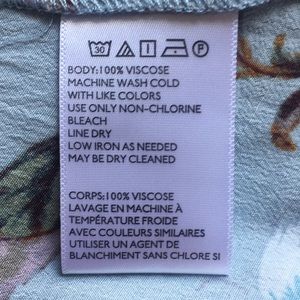 30 F
BODY:100% VISCOSE
MACHINE WASH COLD
WITH LIKE COLORS
USE ONLY NON-CHLORINE
BLEACH
LINE DRY
LOW IRON AS NEEDED
MAY BE DRY CLEANED
CORPS:100% VISCOSE
LAVAGE EN MACHINE À
TEMPÉRATURE FROIDE
AVEC COULEURS SIMILAIRES
UTILISER UN AGENT DE
BLANCHIMENT SANS CHLORE SI